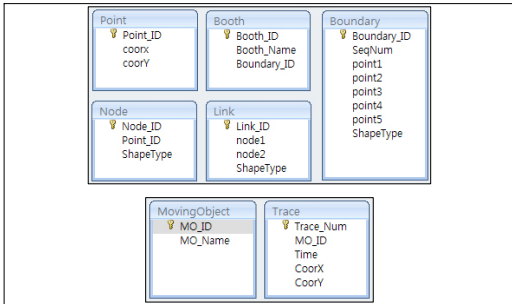 Point
Point_ID
coorx
coorY
Booth
Booth_ID
Booth_Name
Boundary_ID
Boundary
Boundary_ID
SeqNum
point1
point2
point3
point4
point5
ShapeType
Node
Node_ID
Point_ID
ShapeType
Link
Link_ID
node1
node2
ShapeType
MovingObject
MO_ID
MO_Name
Trace
Trace_Num
MO_ID
Time
CoorX
CoorY